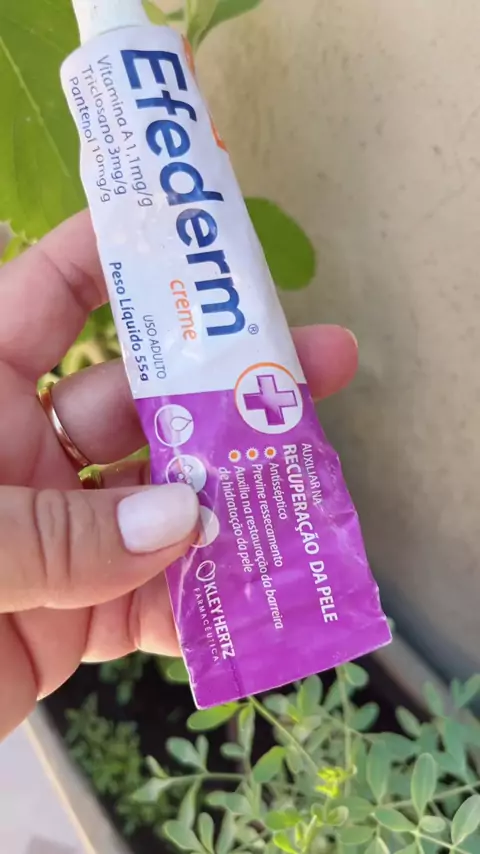 Efederm®
creme
Vitamina A 1,1mg/g
Triclosano 3mg/g
Pantenol 10mg/g
USO ADULTO
Peso Líquido 55g
AUXILIAR NA
RECUPERAÇÃO DA PELE
Antisséptico
Previne ressecamento
Auxilia na restauração da barreira
de hidratação da pele
KLEY HERTZ
FARMACÊUTICA